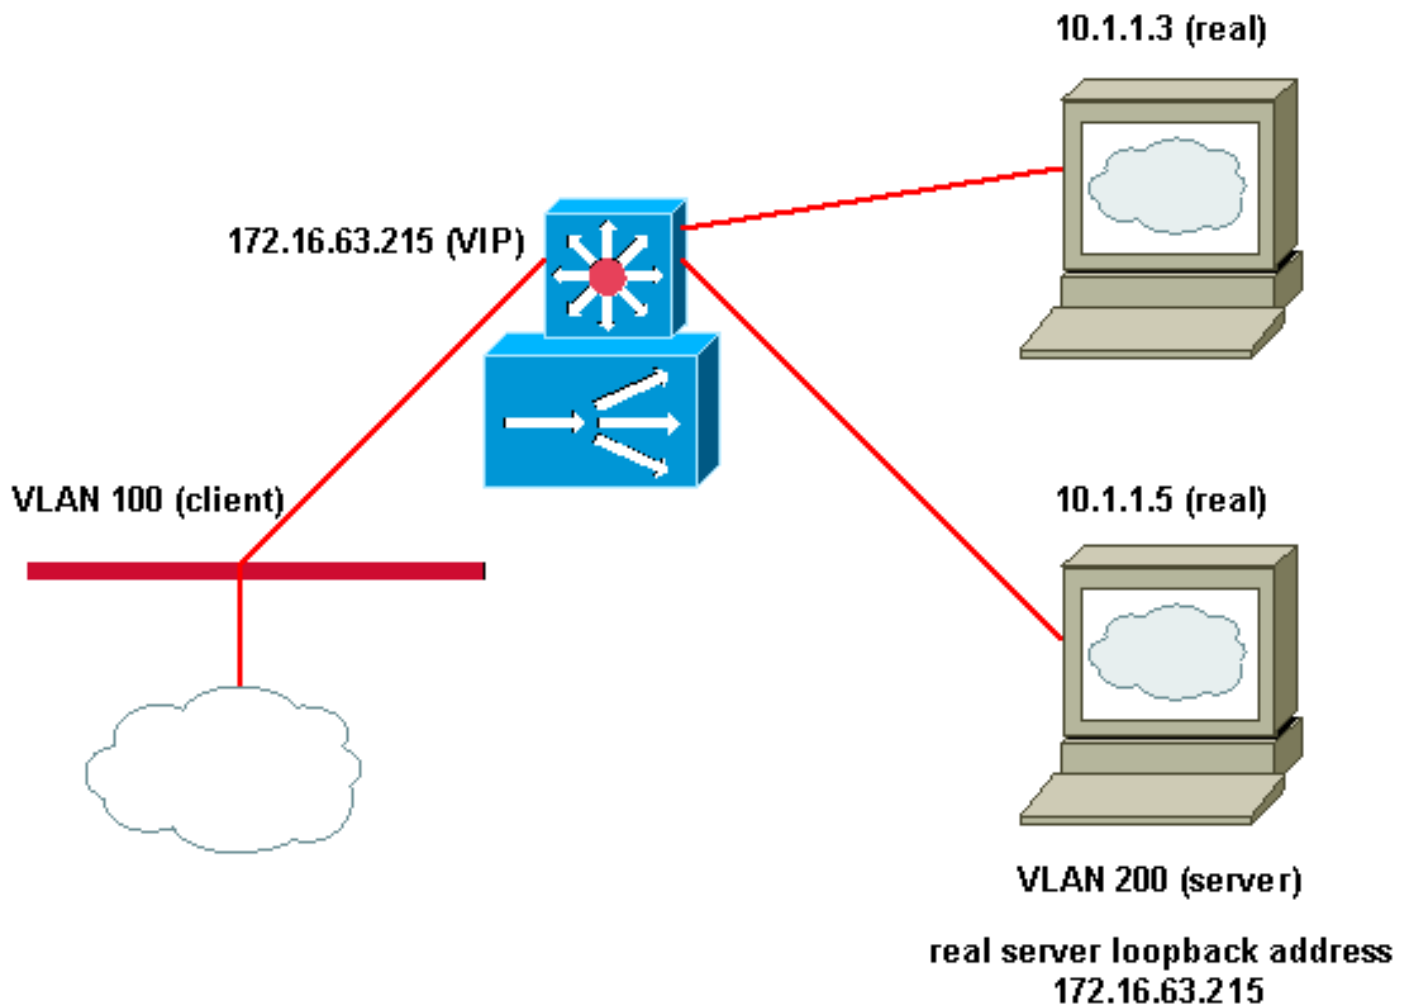 10.1.1.3 (real)
172.16.63.215 (VIP)
VLAN 100 (client)
10.1.1.5 (real)
VLAN 200 (server)
real server loopback address
172.16.63.215